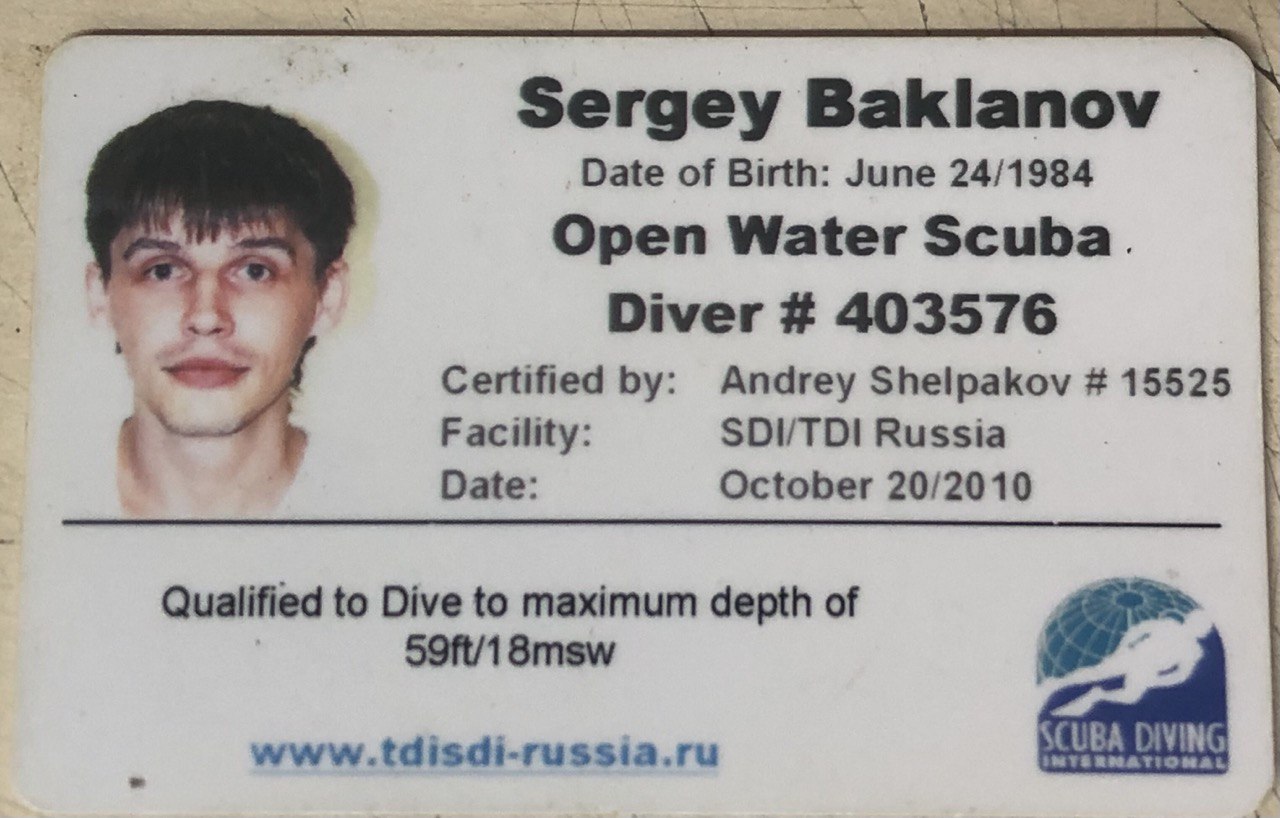 Sergey Baklanov
Date of Birth: June 24/1984
Open Water Scuba
Diver # 403576
Certified by: Andrey Shelpakov # 15525
Facility: SDI/TDI Russia
Date: October 20/2010
Qualified to Dive to maximum depth of
59ft/18msw
www.tdisdi-russia.ru
SCUBA DIVING
INTERNATIONAL